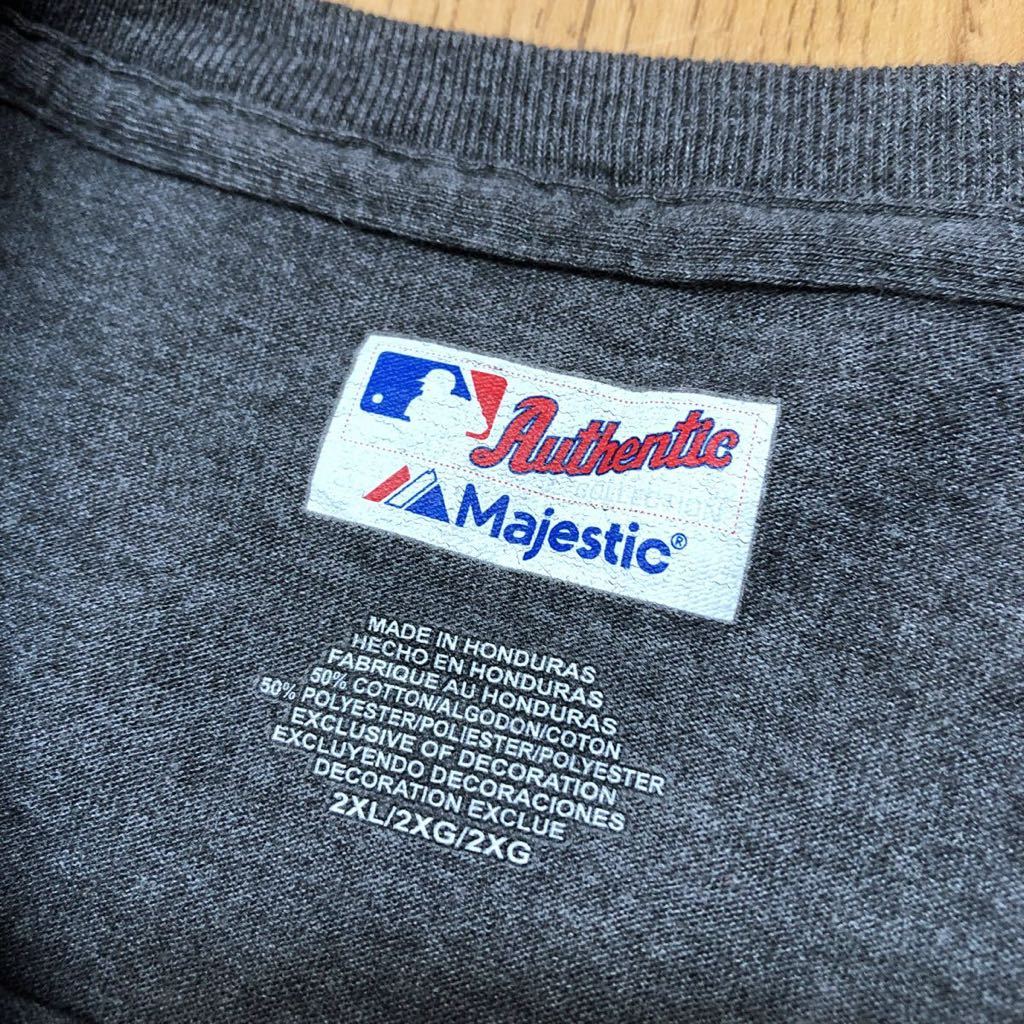 Authentic
COLLECTION
Majestic®
MADE IN HONDURAS
HECHO EN HONDURAS
FABRIQUE AU HONDURAS
50% COTTON/ALGODON/COTON
50% POLYESTER/POLIESTER/POLYESTER
EXCLUSIVE OF DECORATION
EXCLUYENDO DECORACIONES
DECORATION EXCLUE
2XL/2XG/2XG